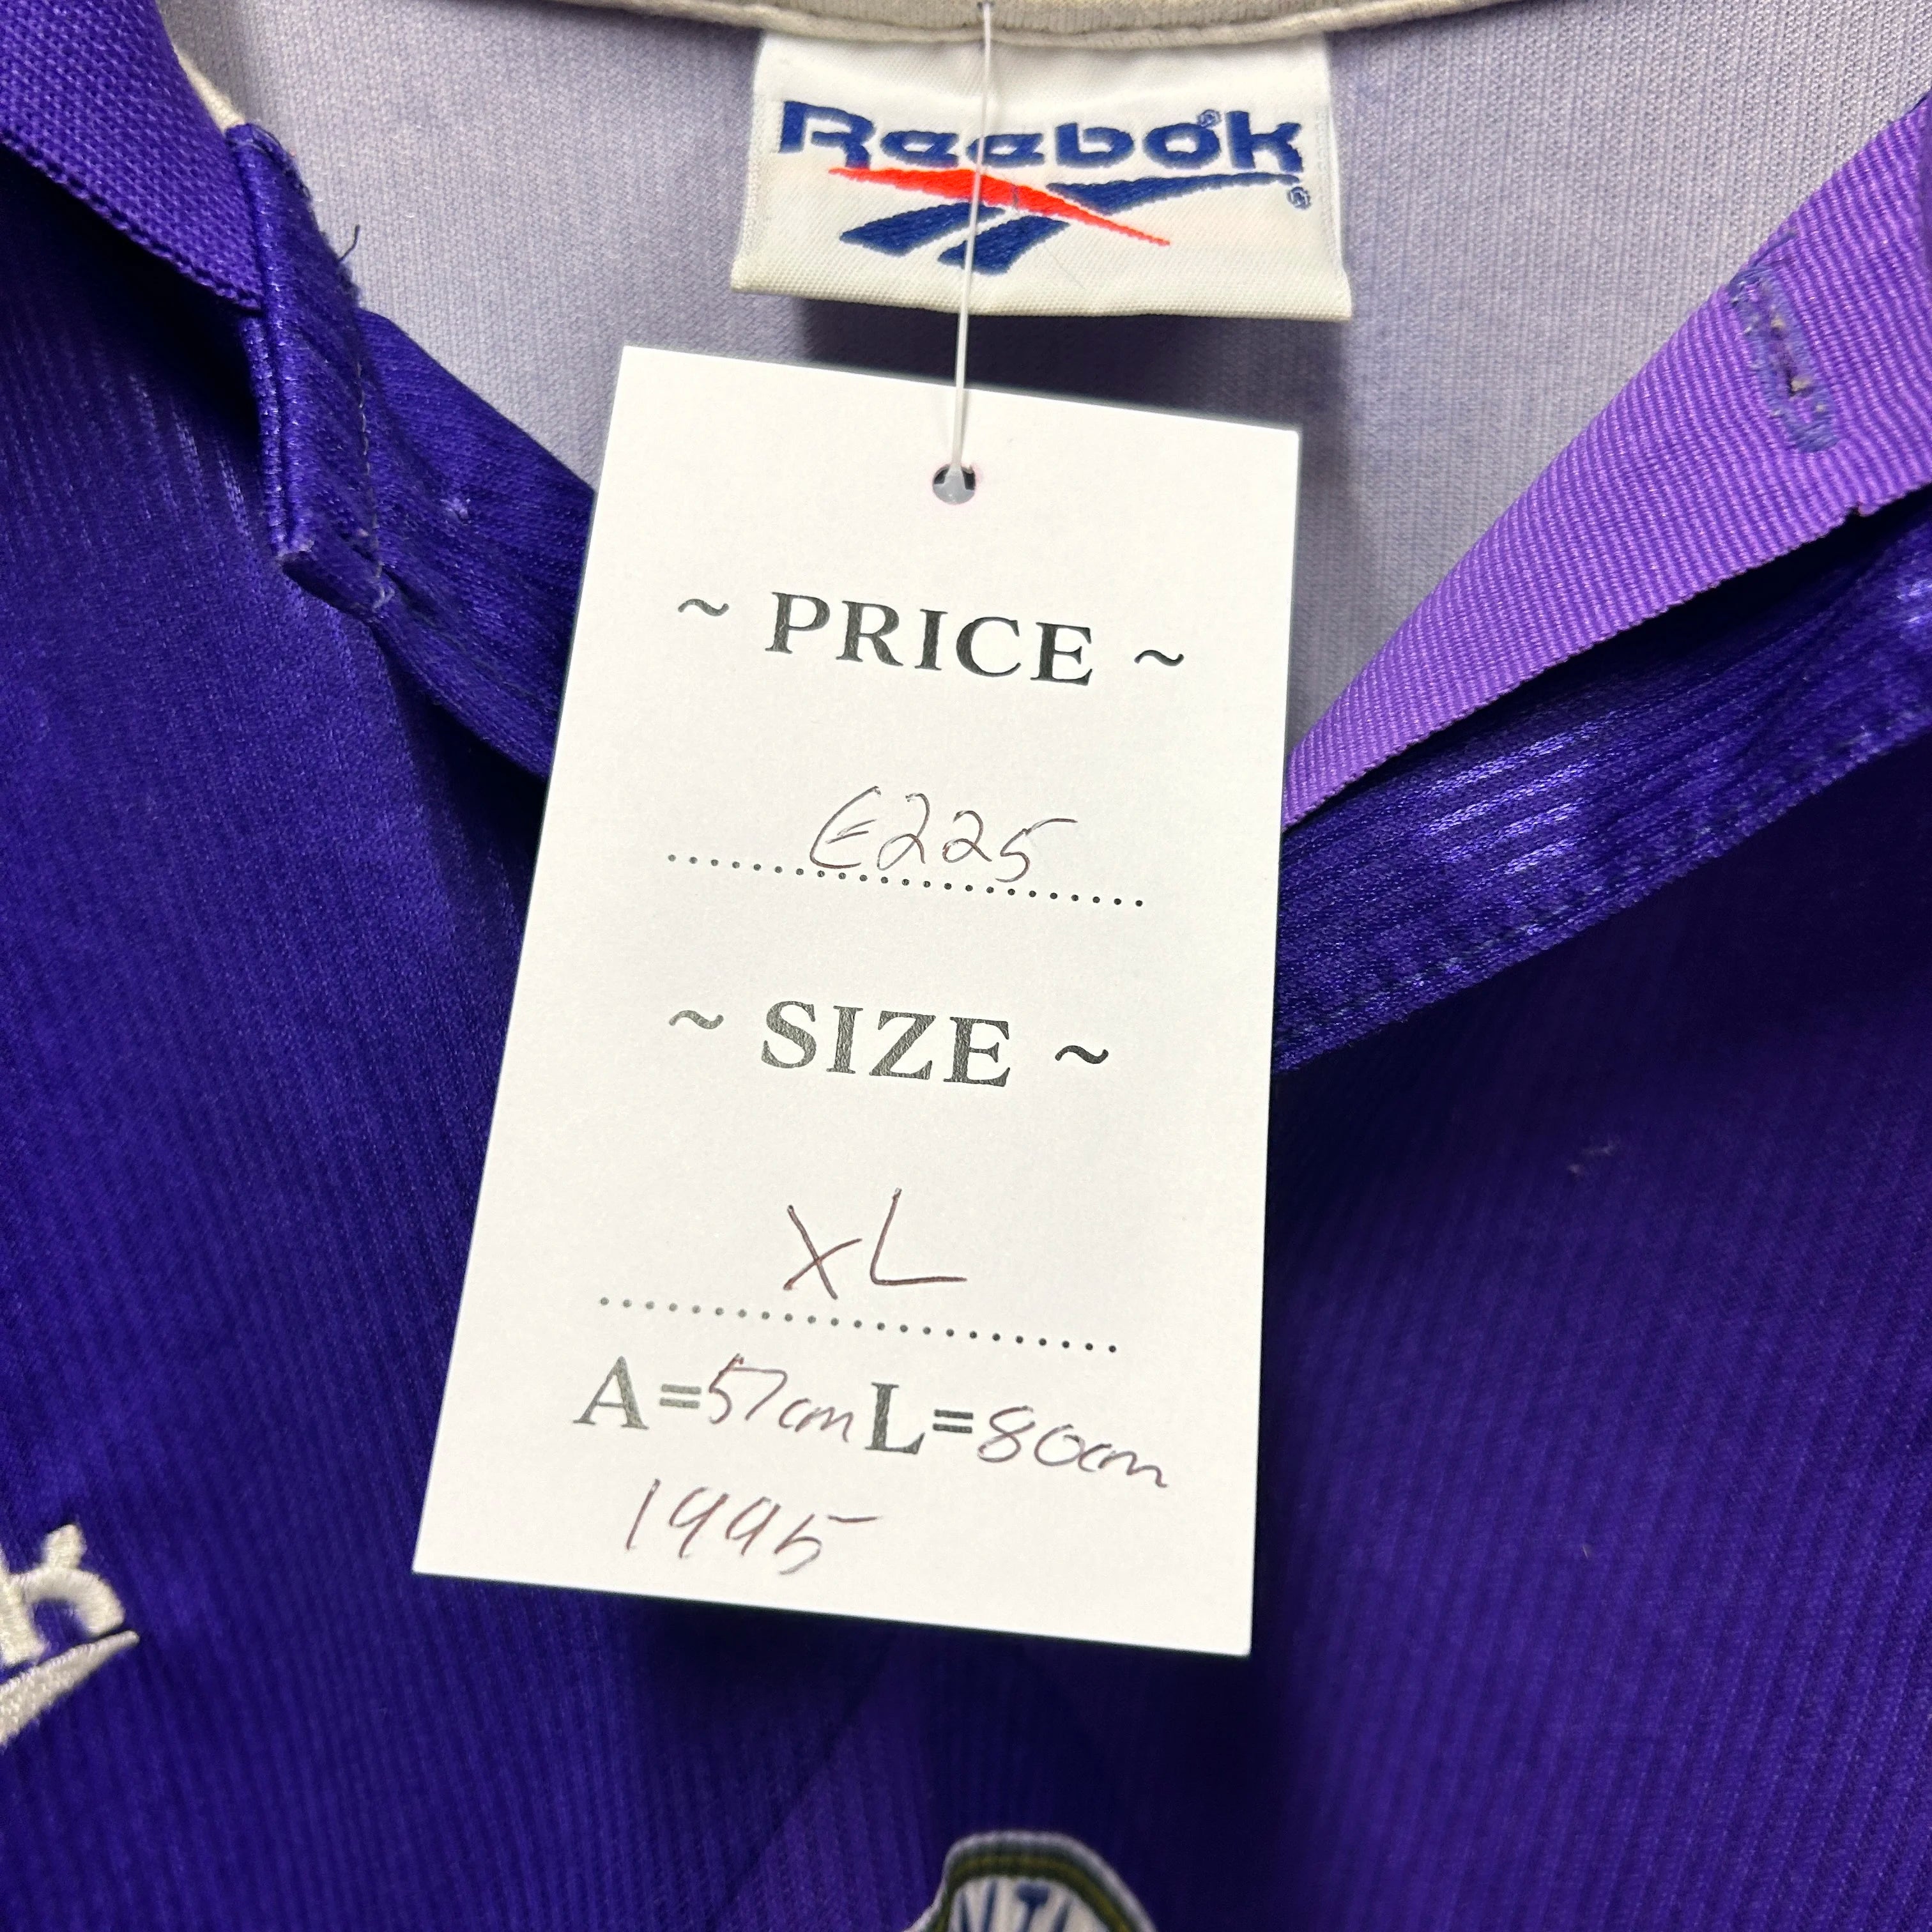 Reebok
~ PRICE ~
€225
~ SIZE ~
XL
A=57cm L=80cm
1995